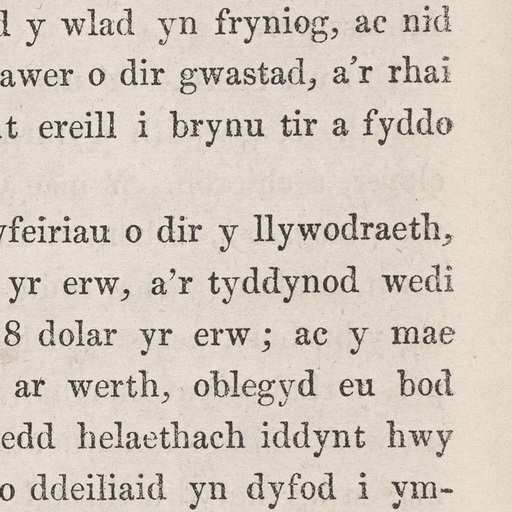 d y wlad yn fryniog, ac nid
awer o dir gwastad, a'r rhai
t ereill i brynu tir a fyddo
yfeiriau o dir y llywodraeth,
yr erw, a'r tyddynod wedi
8 dolar yr erw; ac y mae
ar werth, oblegyd eu bod
edd helaethach iddynt hwy
o ddeiliaid yn dyfod i ym-